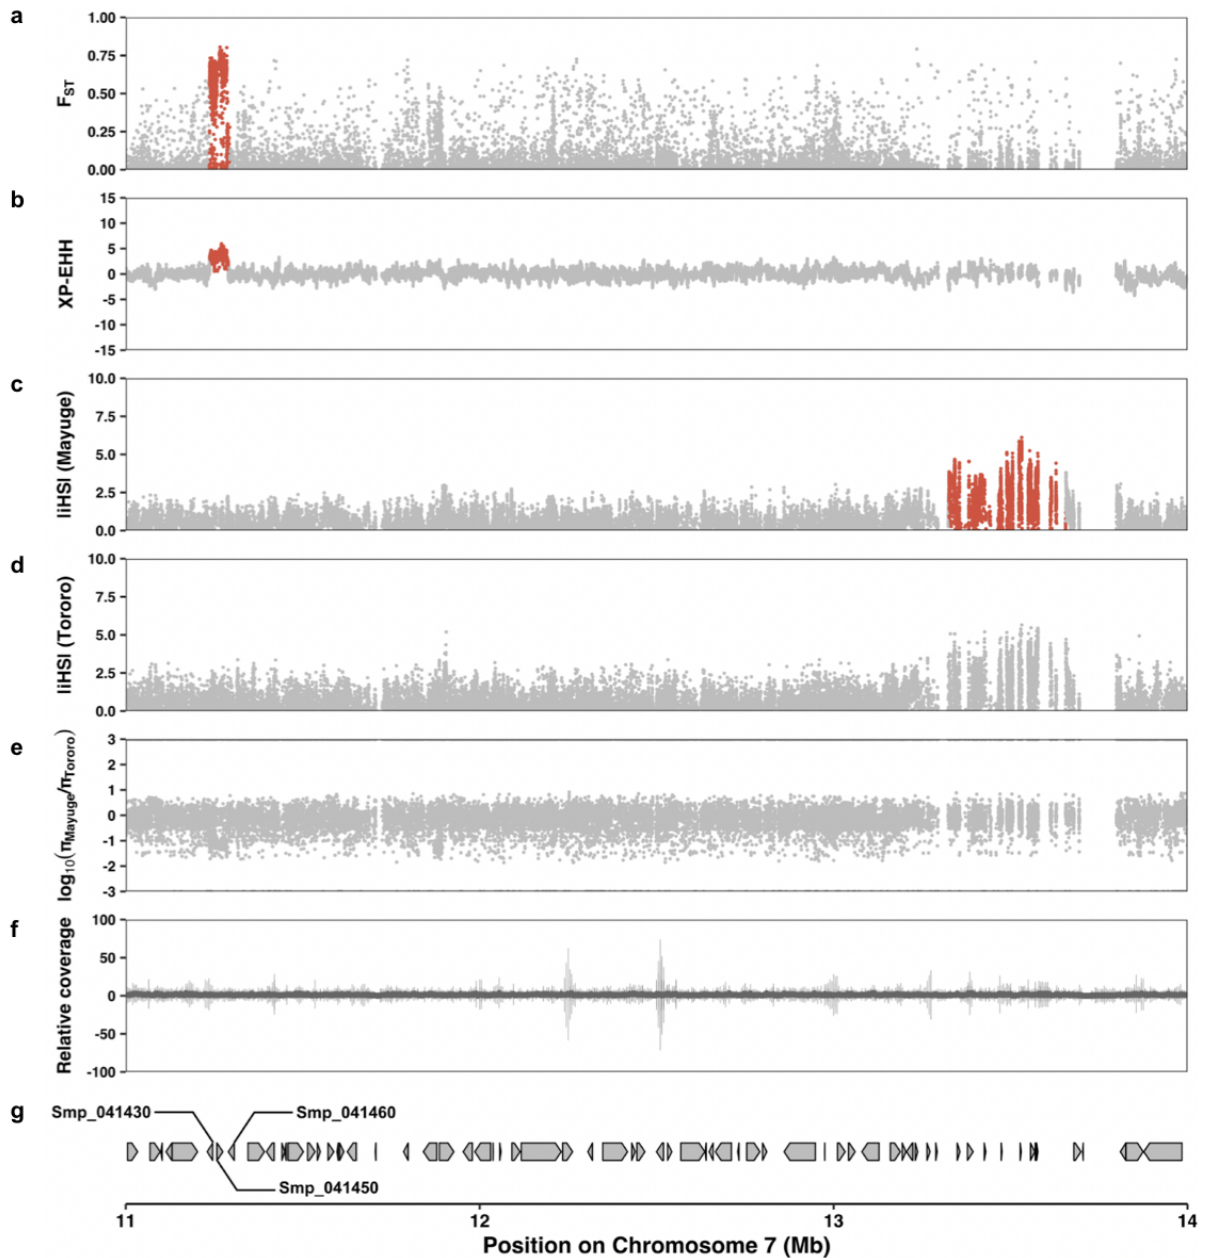 a
1.00
0.75
0.50
0.25
0.00
FST
b
15
10
5
0
-5
-10
-15
XP-EHH
c
10.0
7.5
5.0
2.5
0.0
IiHSI (Mayuge)
d
10.0
7.5
5.0
2.5
0.0
IiHSI (Tororo)
e
3
2
1
0
-1
-2
-3
log10(πMayuge/πTororo)
f
100
50
0
-50
-100
Relative coverage
g
Smp_041430
Smp_041460
Smp_041450
11 12 13 14
Position on Chromosome 7 (Mb)